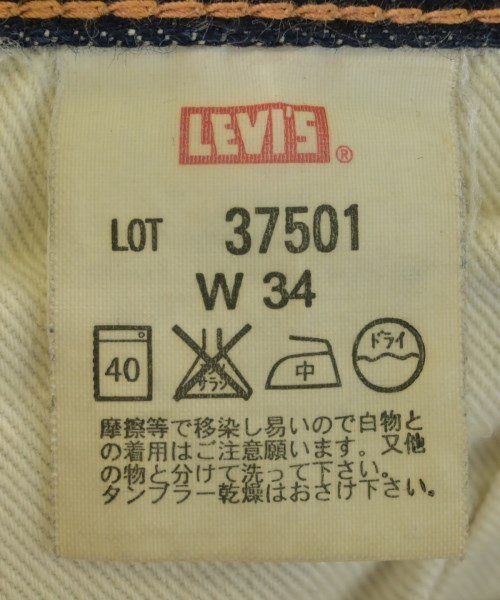 LEVI'S ®
LOT 37501
W 34
40 エンソ サラシ 中 ドライ
摩擦等で移染し易いので白物と
の着用はご注意願います。又他
の物と分けて洗って下さい。
タンブラー乾燥はおさけ下さい。